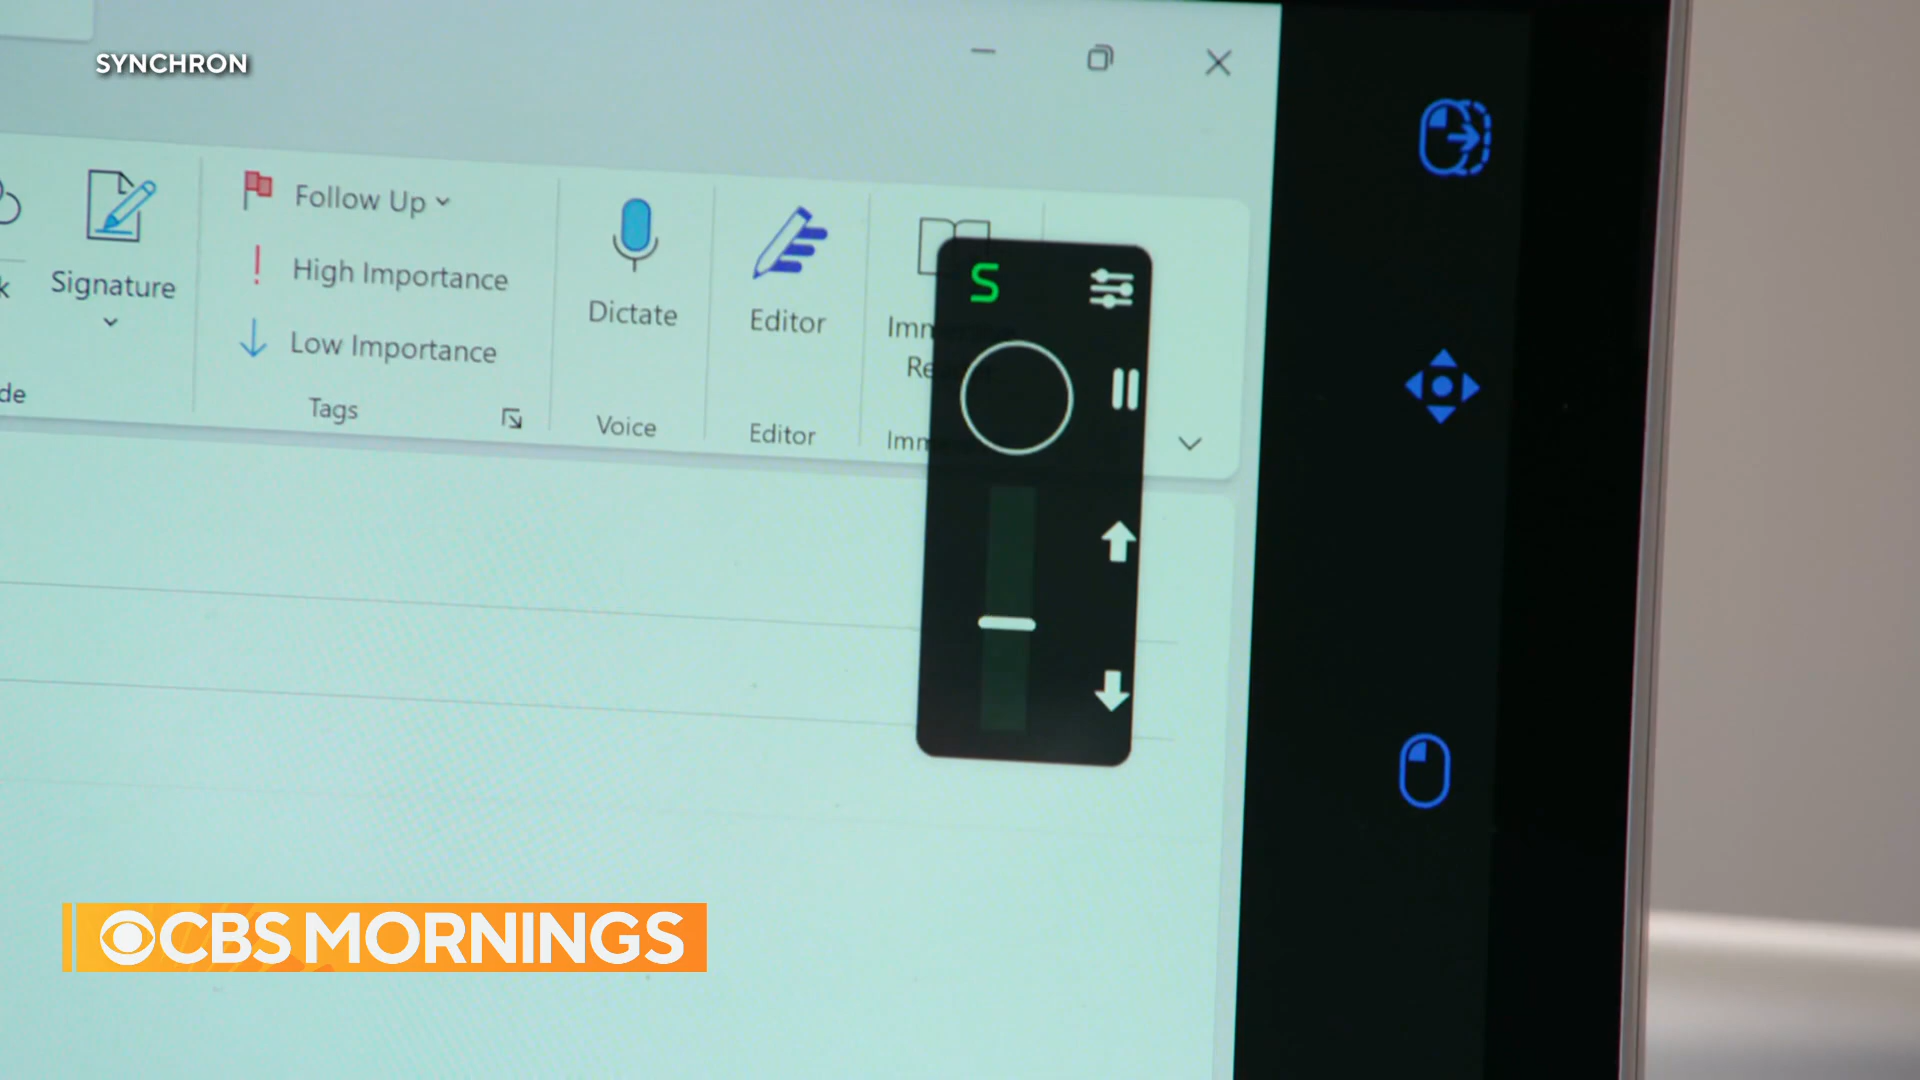 SYNCHRON
Follow Up
High Importance
Low Importance
Tags
Signature
Dictate
Voice
Editor
Editor
S
CBS MORNINGS